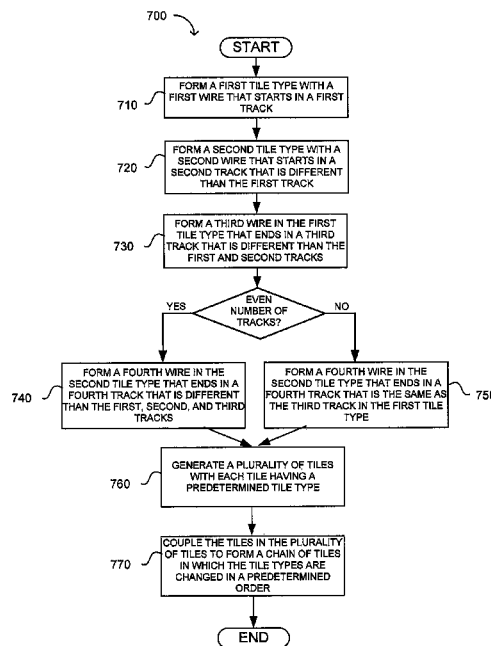 700
START
FORM A FIRST TILE TYPE WITH A
FIRST WIRE THAT STARTS IN A FIRST
TRACK
710
FORM A SECOND TILE TYPE WITH A
SECOND WIRE THAT STARTS IN A
SECOND TRACK THAT IS DIFFERENT
THAN THE FIRST TRACK
720
FORM A THIRD WIRE IN THE FIRST
TILE TYPE THAT ENDS IN A THIRD
TRACK THAT IS DIFFERENT THAN THE
FIRST AND SECOND TRACKS
730
EVEN
NUMBER OF
TRACKS?
YES
NO
FORM A FOURTH WIRE IN THE
SECOND TILE TYPE THAT ENDS IN A
FOURTH TRACK THAT IS DIFFERENT
THAN THE FIRST, SECOND, AND THIRD
TRACKS
740
FORM A FOURTH WIRE IN THE
SECOND TILE TYPE THAT ENDS IN A
FOURTH TRACK THAT IS THE SAME AS
THE THIRD TRACK IN THE FIRST TILE
TYPE
GENERATE A PLURALITY OF TILES
WITH EACH TILE HAVING A
PREDETERMINED TILE TYPE
760
COUPLE THE TILES IN THE PLURALITY
OF TILES TO FORM A CHAIN OF TILES
IN WHICH THE TILE TYPES ARE
CHANGED IN A PREDETERMINED
ORDER
770
END